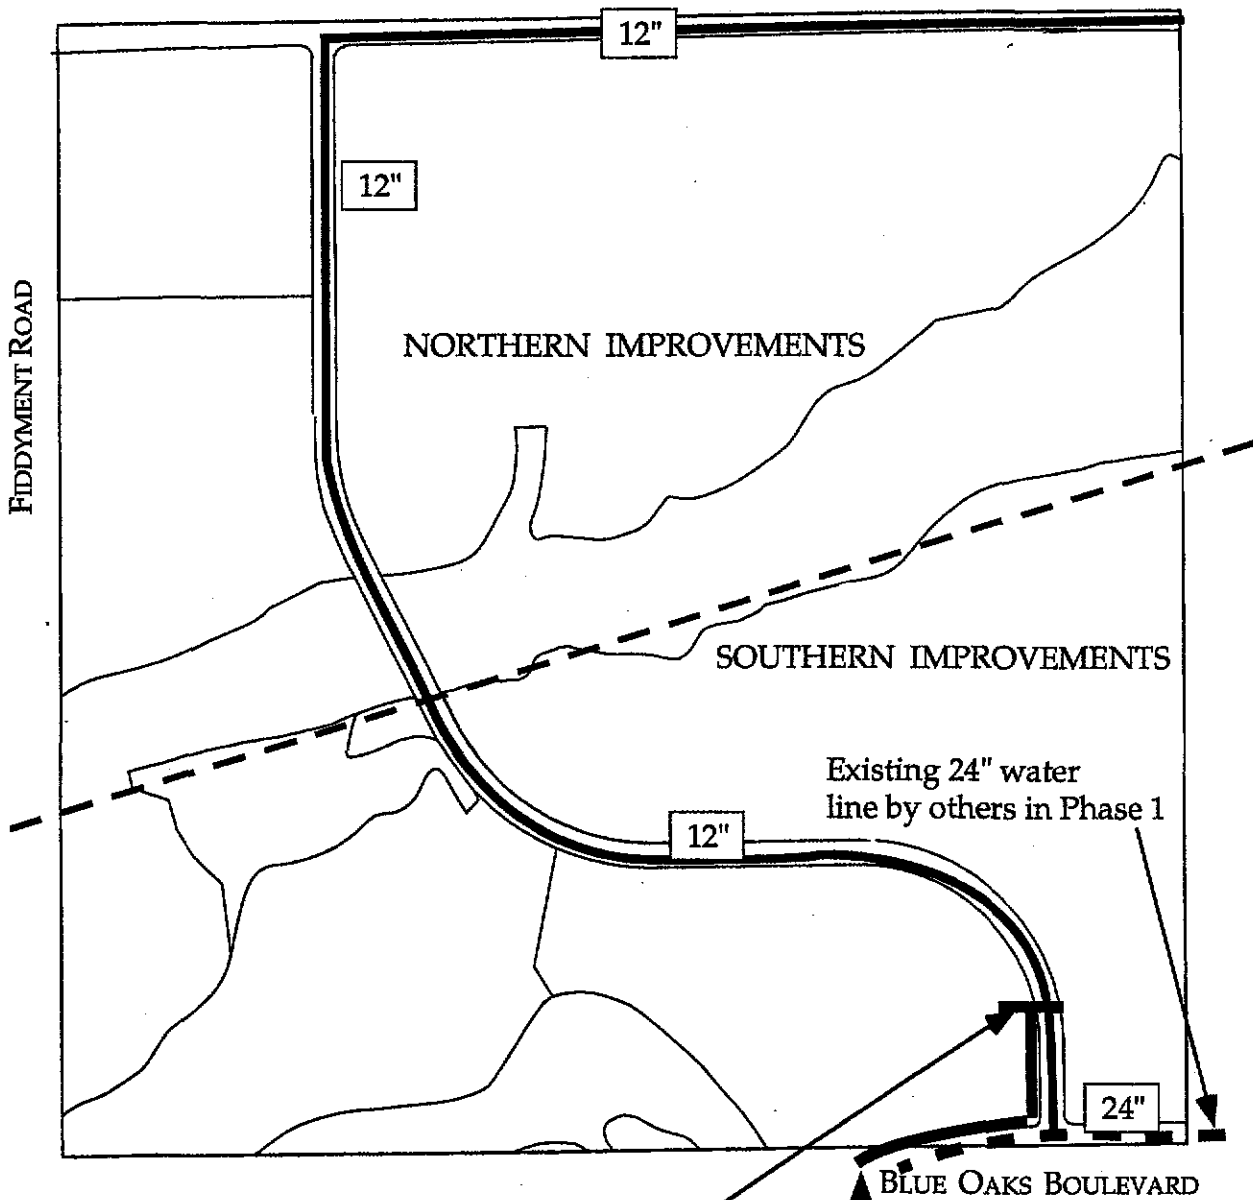 12"
12"
FIDDYMENT ROAD
NORTHERN IMPROVEMENTS
SOUTHERN IMPROVEMENTS
Existing 24" water
line by others in Phase 1
12"
24"
BLUE OAKS BOULEVARD